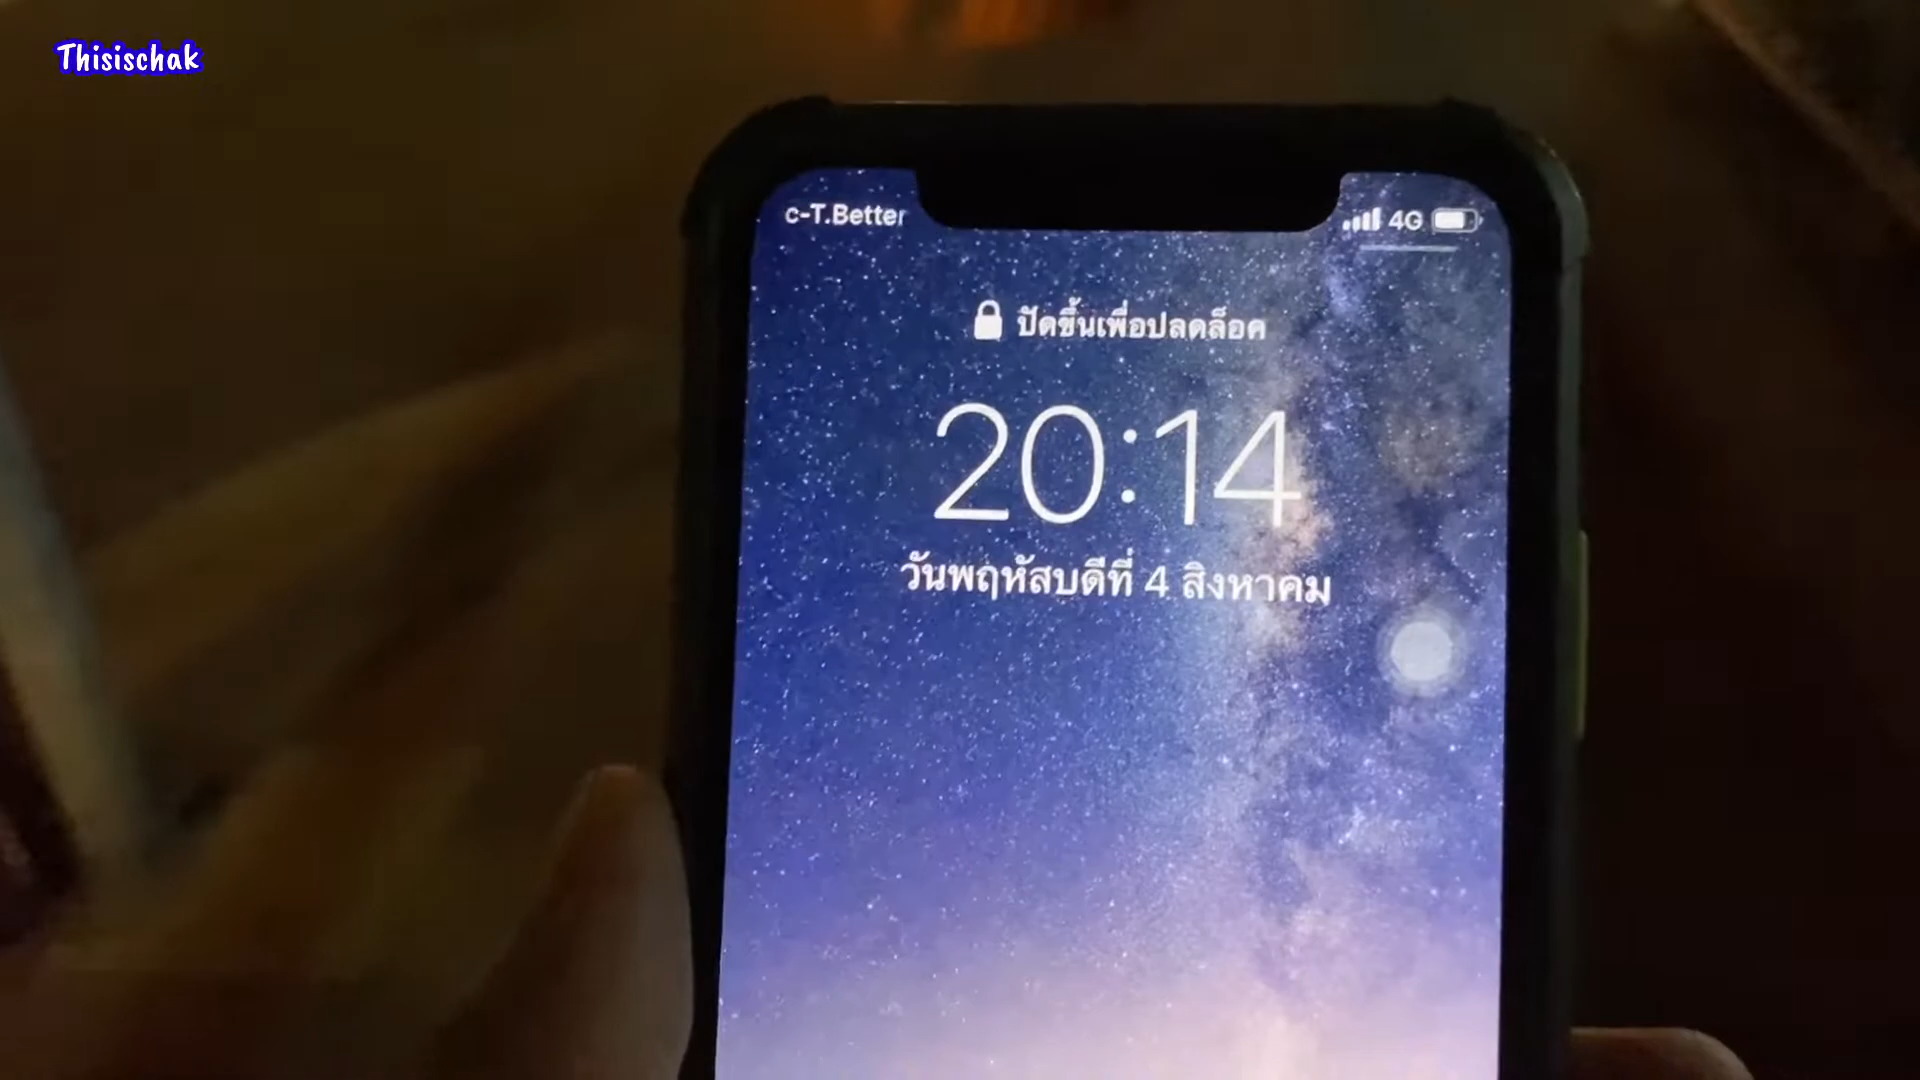 Thisischak
c-T.Better
4G
ปัดขึ้นเพื่อปลดล็อค
20:14
วันพฤหัสบดีที่ 4 สิงหาคม